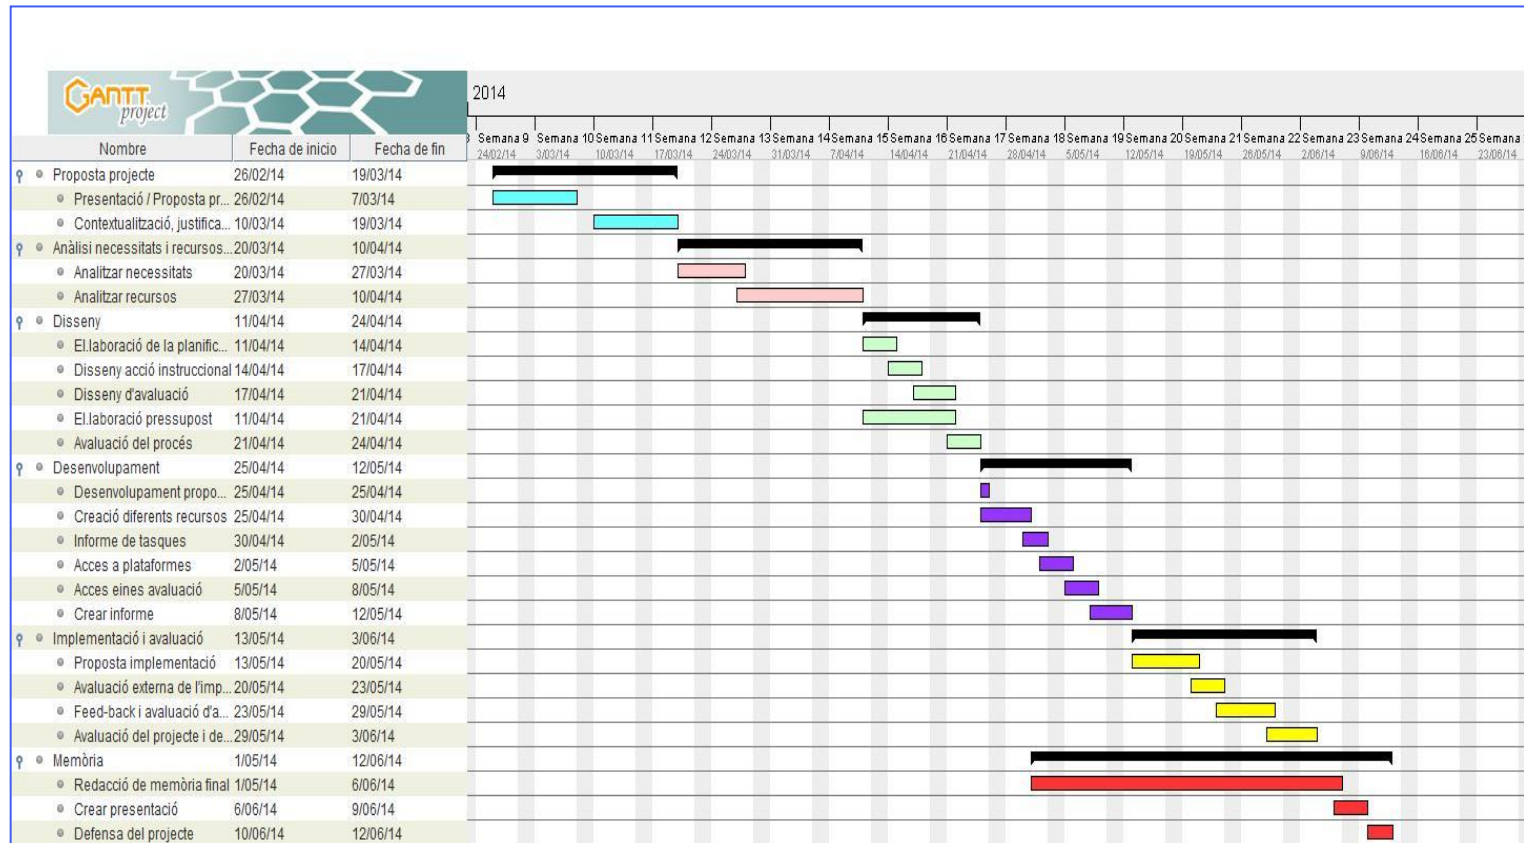 GANTT
project
2014
Semana 9 Semana 10 Semana 11 Semana 12 Semana 13 Semana 14 Semana 15 Semana 16 Semana 17 Semana 18 Semana 19 Semana 20 Semana 21 Semana 22 Semana 23 Semana 24 Semana 25 Semana
24/02/14 3/03/14 10/03/14 17/03/14 24/03/14 31/03/14 7/04/14 14/04/14 21/04/14 28/04/14 5/05/14 12/05/14 19/05/14 26/05/14 2/06/14 9/06/14 16/06/14 23/06/14
Nombre Fecha de inicio Fecha de fin
Proposta projecte 26/02/14 19/03/14
Presentació / Proposta pr... 26/02/14 7/03/14
Contextualització, justifica... 10/03/14 19/03/14
Anàlisi necessitats i recursos... 20/03/14 10/04/14
Analitzar necessitats 20/03/14 27/03/14
Analitzar recursos 27/03/14 10/04/14
Disseny 11/04/14 24/04/14
El.laboració de la planific... 11/04/14 14/04/14
Disseny acció instruccional 14/04/14 17/04/14
Disseny d'avaluació 17/04/14 21/04/14
El.laboració pressupost 11/04/14 21/04/14
Avaluació del procés 21/04/14 24/04/14
Desenvolupament 25/04/14 12/05/14
Desenvolupament propo... 25/04/14 25/04/14
Creació diferents recursos 25/04/14 30/04/14
Informe de tasques 30/04/14 2/05/14
Acces a plataformes 2/05/14 5/05/14
Acces eines avaluació 5/05/14 8/05/14
Crear informe 8/05/14 12/05/14
Implementació i avaluació 13/05/14 3/06/14
Proposta implementació 13/05/14 20/05/14
Avaluació externa de l'imp... 20/05/14 23/05/14
Feed-back i avaluació d'a... 23/05/14 29/05/14
Avaluació del projecte i de... 29/05/14 3/06/14
Memòria 1/05/14 12/06/14
Redacció de memòria final 1/05/14 6/06/14
Crear presentació 6/06/14 9/06/14
Defensa del projecte 10/06/14 12/06/14